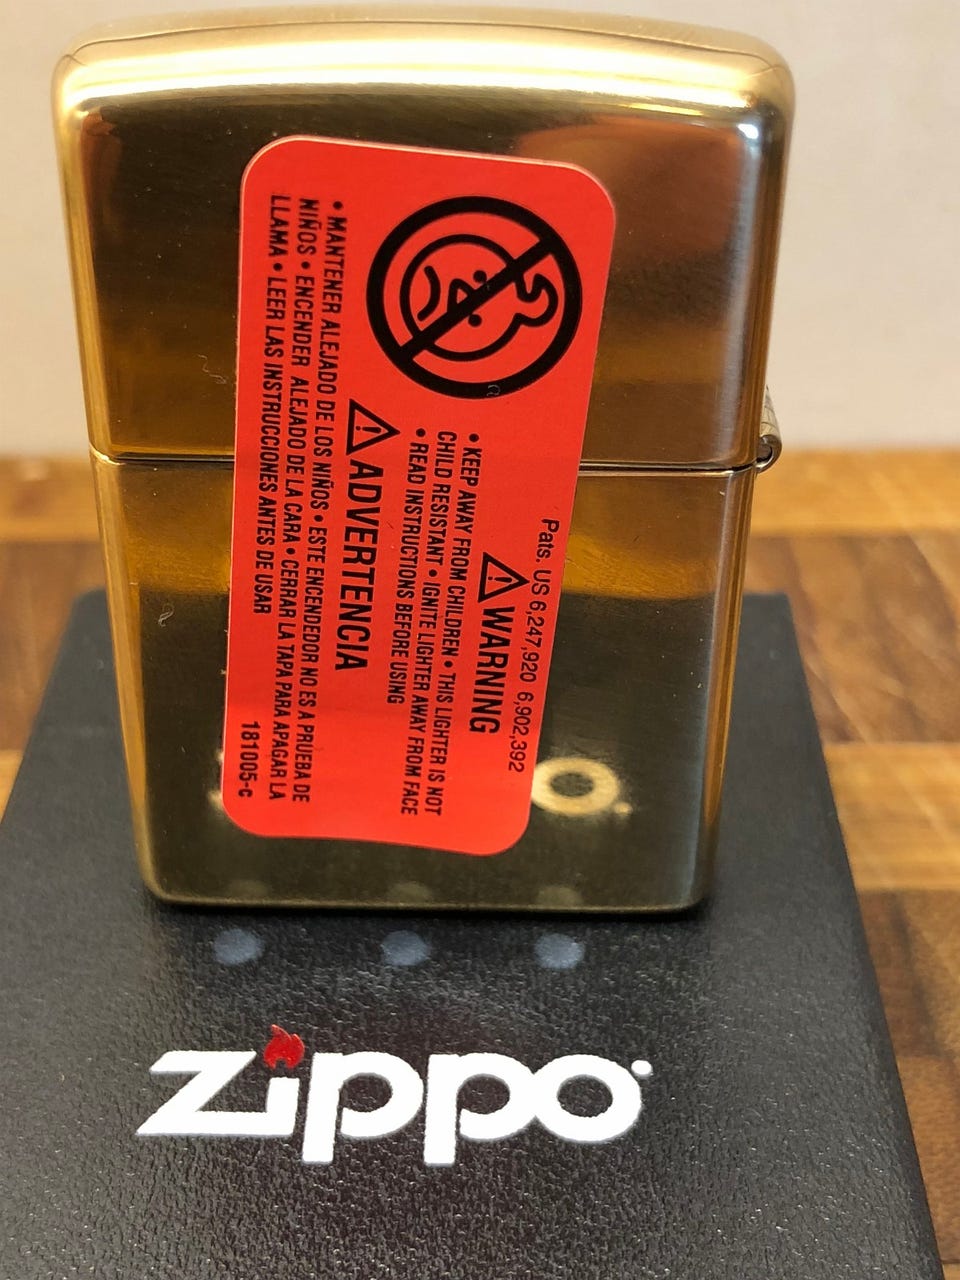 Pats. US 6,247,920 6,902,392
⚠ WARNING
• KEEP AWAY FROM CHILDREN • THIS LIGHTER IS NOT
CHILD RESISTANT • IGNITE LIGHTER AWAY FROM FACE
• READ INSTRUCTIONS BEFORE USING
⚠ ADVERTENCIA
• MANTENER ALEJADO DE LOS NIÑOS • ESTE ENCENDEDOR NO ES A PRUEBA DE
NIÑOS • ENCENDER ALEJADO DE LA CARA • CERRAR LA TAPA PARA APAGAR LA
LLAMA • LEER LAS INSTRUCCIONES ANTES DE USAR
181005-c
zippo